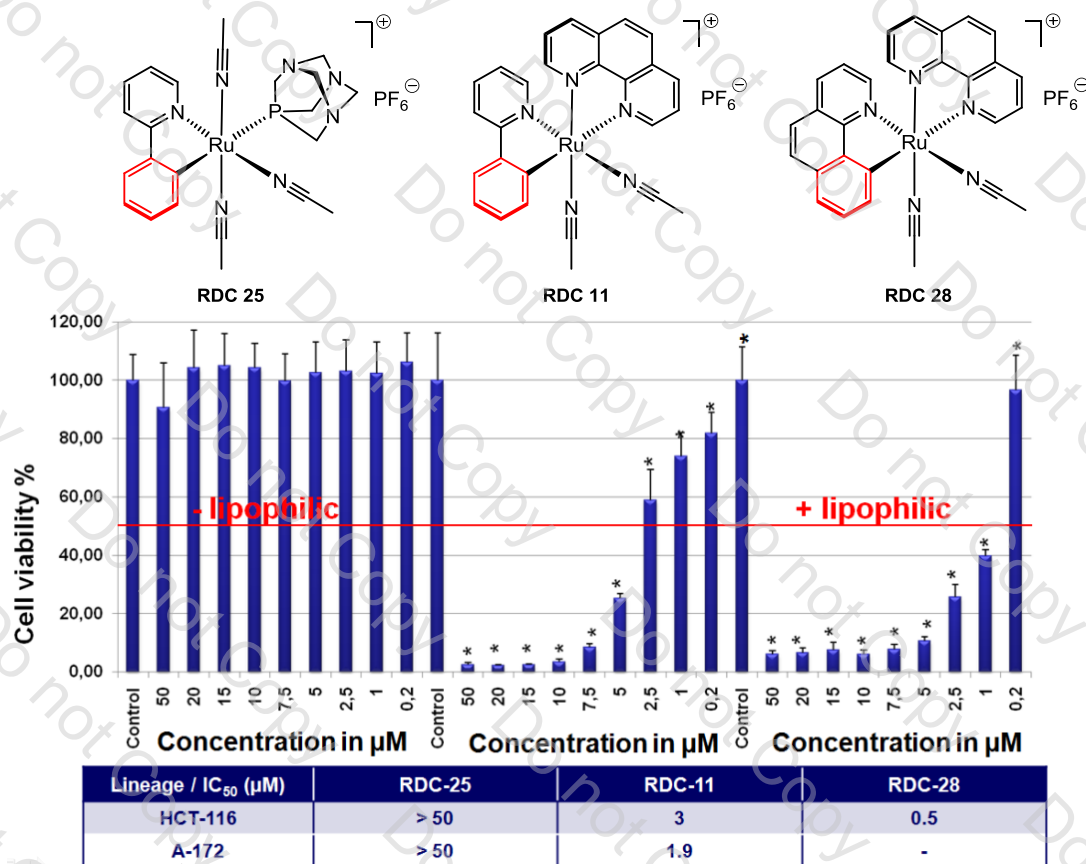 N
N
N
P
N
N
Ru
N
N
PF6 ⊖
] ⊕
RDC 25
N
N
N
Ru
N
N
PF6 ⊖
] ⊕
RDC 11
N
N
N
Ru
N
N
PF6 ⊖
] ⊕
RDC 28
Cell viability %
120,00
100,00
80,00
60,00
40,00
20,00
0,00
- lipophilic
+ lipophilic
Control 50 20 15 10 7,5 5 2,5 1 0,2 Control 50 20 15 10 7,5 5 2,5 1 0,2 Control 50 20 15 10 7,5 5 2,5 1 0,2
Concentration in µM Concentration in µM Concentration in µM
Lineage / IC50 (µM) RDC-25 RDC-11 RDC-28
HCT-116 > 50 3 0.5
A-172 > 50 1.9 -
Do not Copy